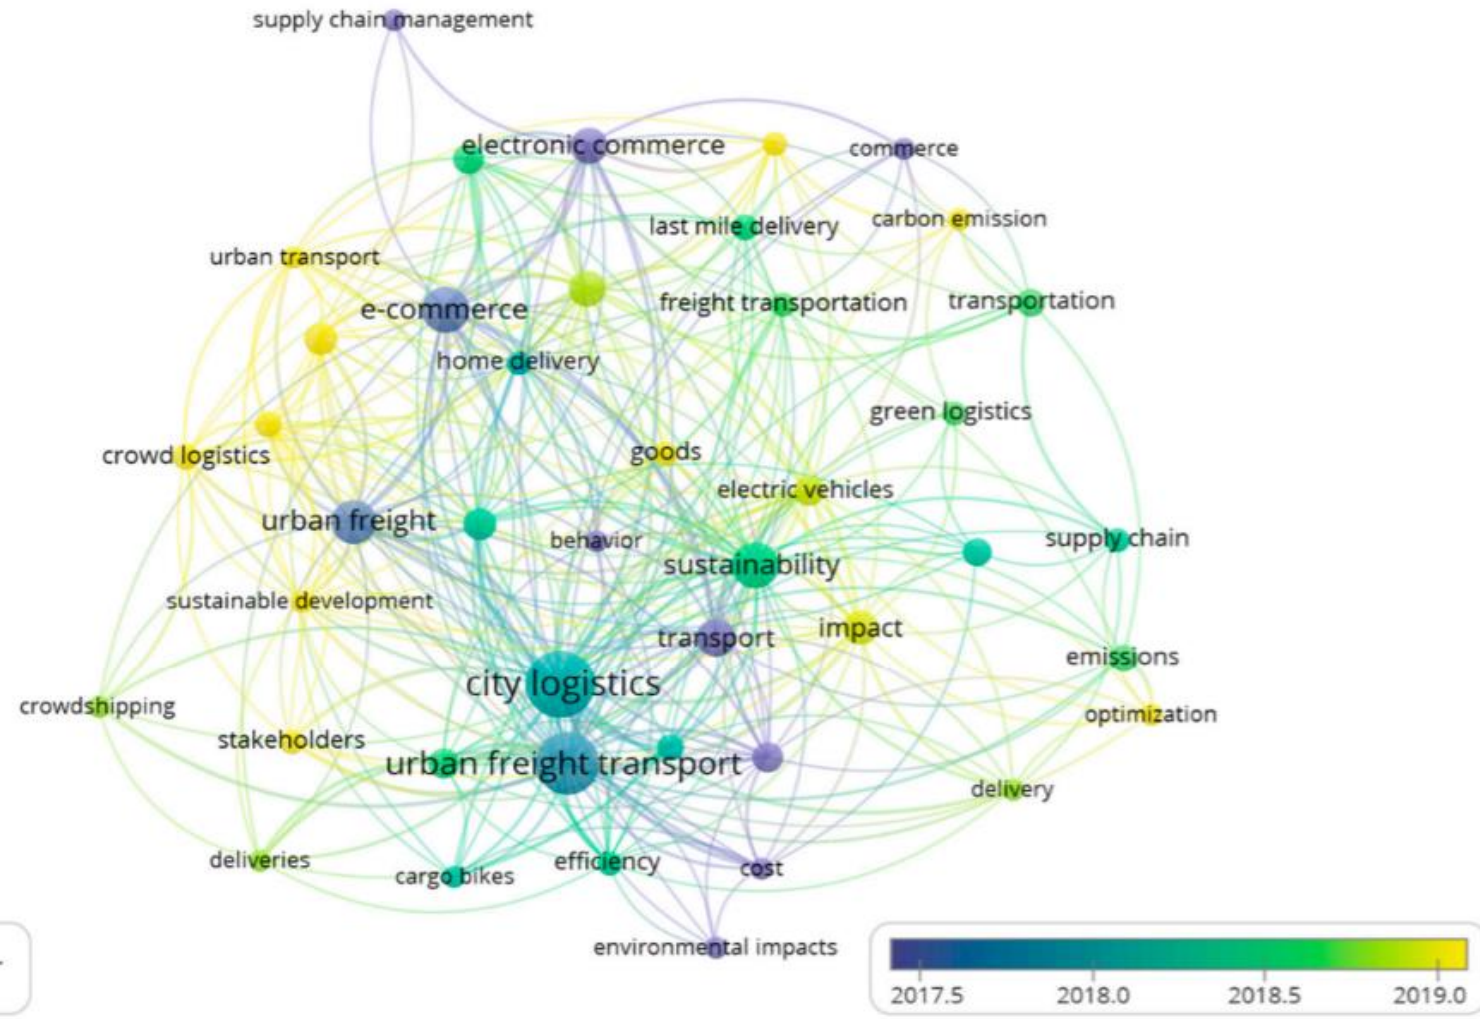 supply chain management
electronic commerce
commerce
last mile delivery
carbon emission
urban transport
e-commerce
freight transportation
transportation
home delivery
green logistics
crowd logistics
goods
electric vehicles
urban freight
behavior
supply chain
sustainability
sustainable development
transport
impact
emissions
city logistics
crowdshipping
optimization
stakeholders
urban freight transport
delivery
deliveries
cargo bikes
efficiency
cost
environmental impacts
2017.5 2018.0 2018.5 2019.0